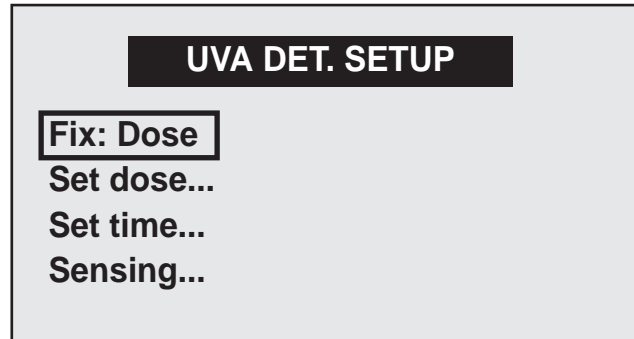 UVA DET. SETUP
Fix: Dose
Set dose...
Set time...
Sensing...